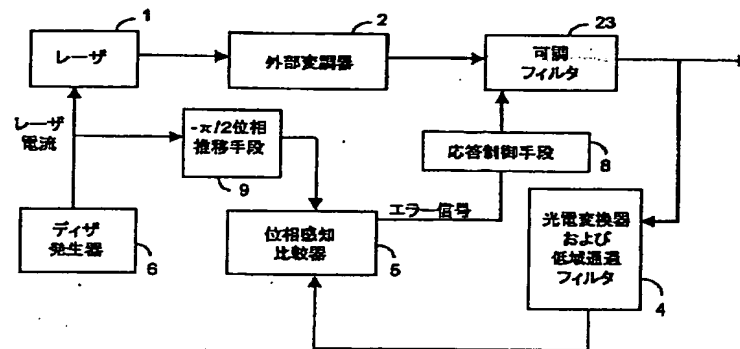 1
レーザ
2
外部変調器
23
可調
フィルタ
レーザ
電流
-π/2位相
推移手段
9
応答制御手段
8
エラー信号
ディザ
発生器
6
位相感知
比較器
5
光電変換器
および
低域通過
フィルタ
4